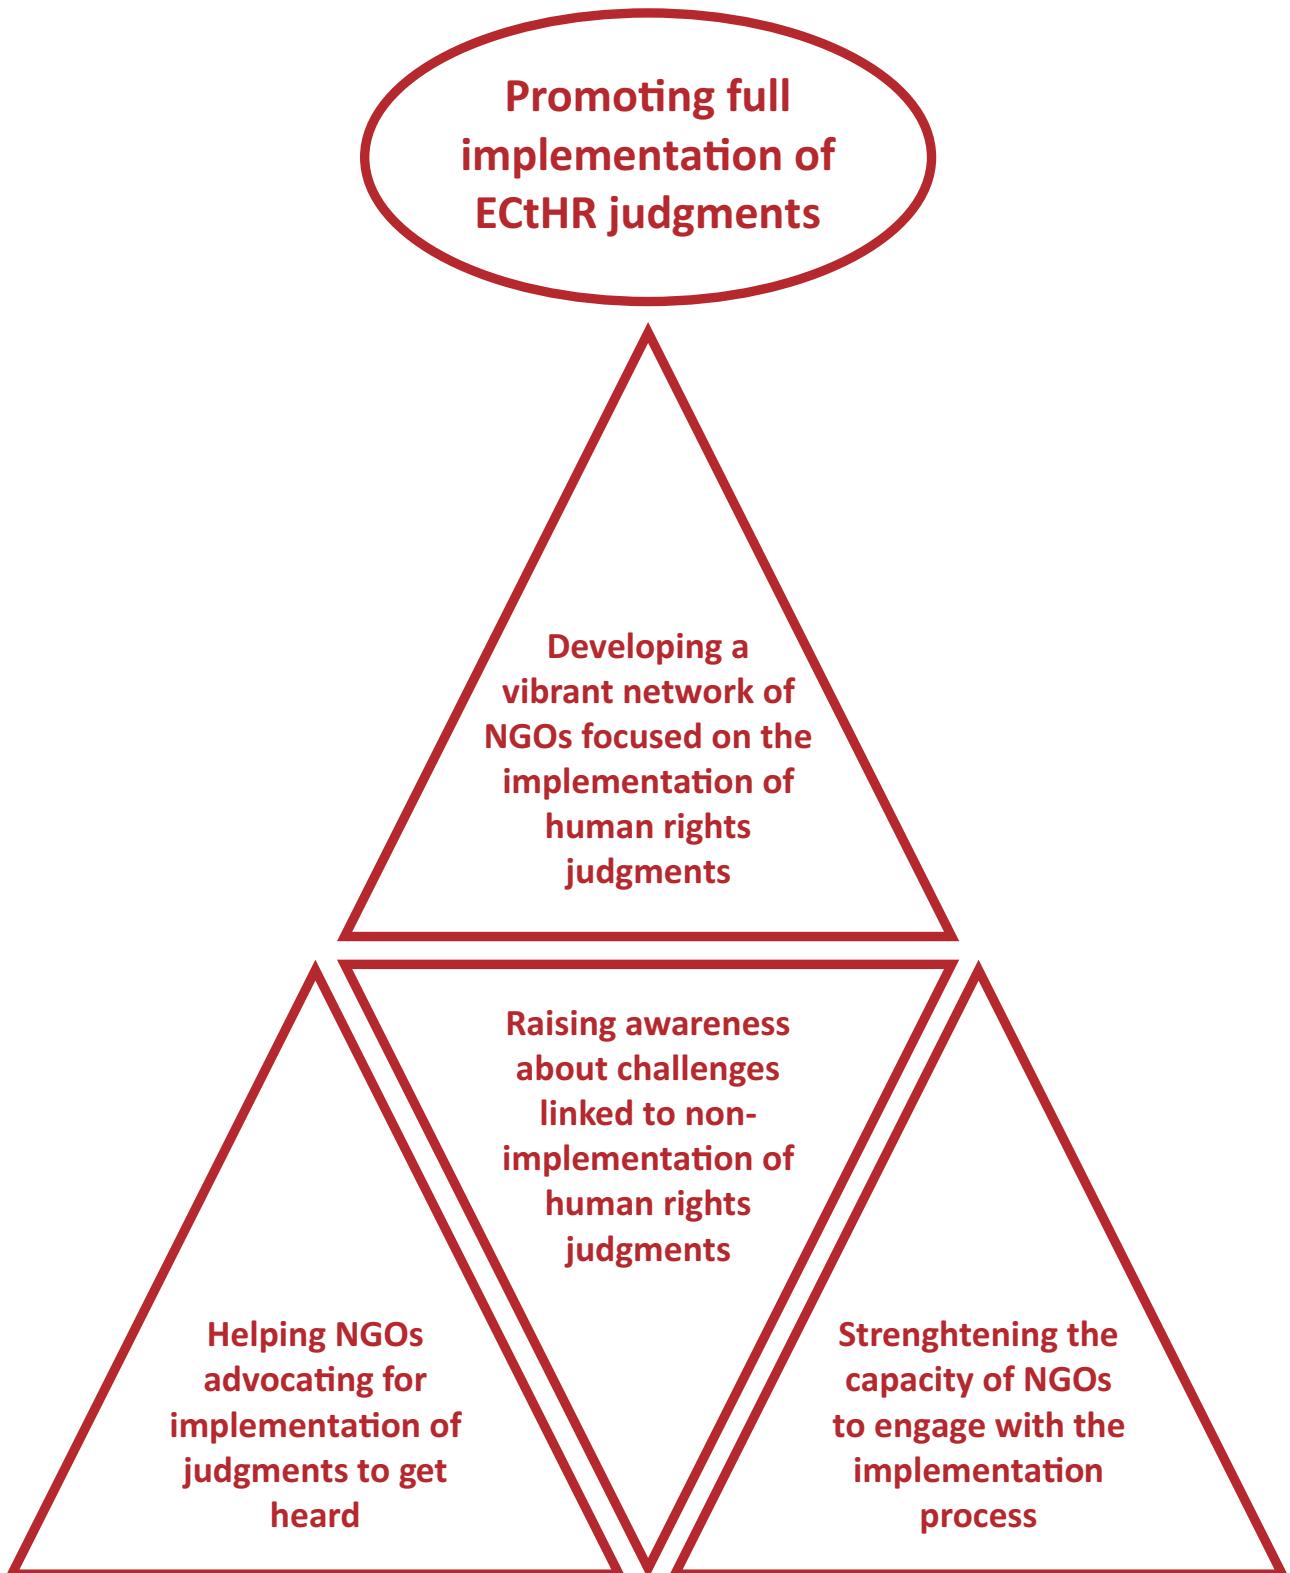 Promoting full
implementation of
ECtHR judgments
Developing a
vibrant network of
NGOs focused on the
implementation of
human rights
judgments
Raising awareness
about challenges
linked to non-
implementation of
human rights
judgments
Helping NGOs
advocating for
implementation of
judgments to get
heard
Strenghtening the
capacity of NGOs
to engage with the
implementation
process